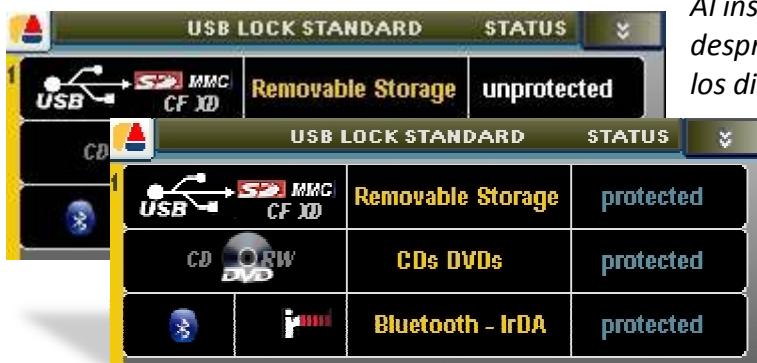 Al ins
USB LOCK STANDARD STATUS
despr
los di
1 USB SD MMC CF XD Removable Storage unprotected
CD
USB LOCK STANDARD STATUS
1 USB SD MMC CF XD Removable Storage protected
CD DVD RW CDs DVDs protected
Bluetooth - IrDA protected